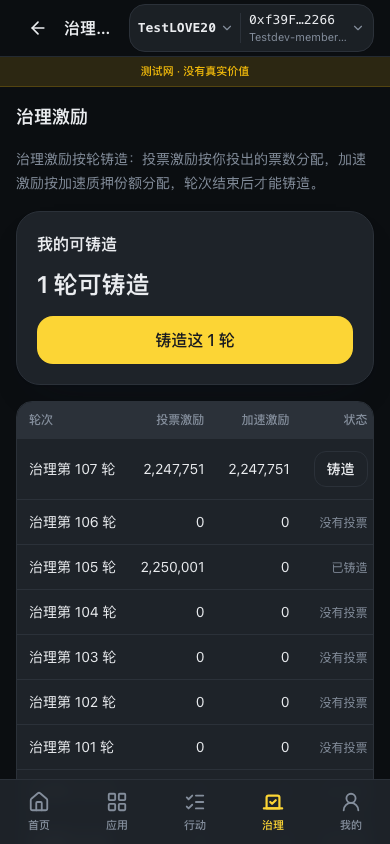 治理...
TestLOVE20
0xf39F…2266
Testdev-member...
测试网 · 没有真实价值
治理激励
治理激励按轮铸造：投票激励按你投出的票数分配，加速
激励按加速质押份额分配，轮次结束后才能铸造。
我的可铸造
1 轮可铸造
铸造这 1 轮
轮次 投票激励 加速激励 状态
治理第 107 轮 2,247,751 2,247,751 铸造
治理第 106 轮 0 0 没有投票
治理第 105 轮 2,250,001 0 已铸造
治理第 104 轮 0 0 没有投票
治理第 103 轮 0 0 没有投票
治理第 102 轮 0 0 没有投票
治理第 101 轮 0 0 没有投票
首页 应用 行动 治理 我的